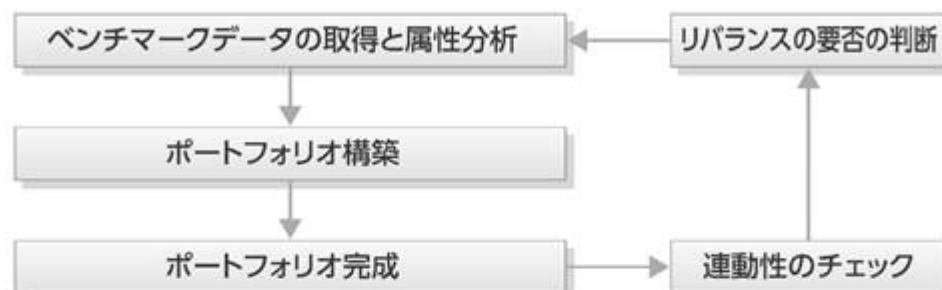 ベンチマークデータの取得と属性分析
リバランスの要否の判断
ポートフォリオ構築
ポートフォリオ完成
連動性のチェック